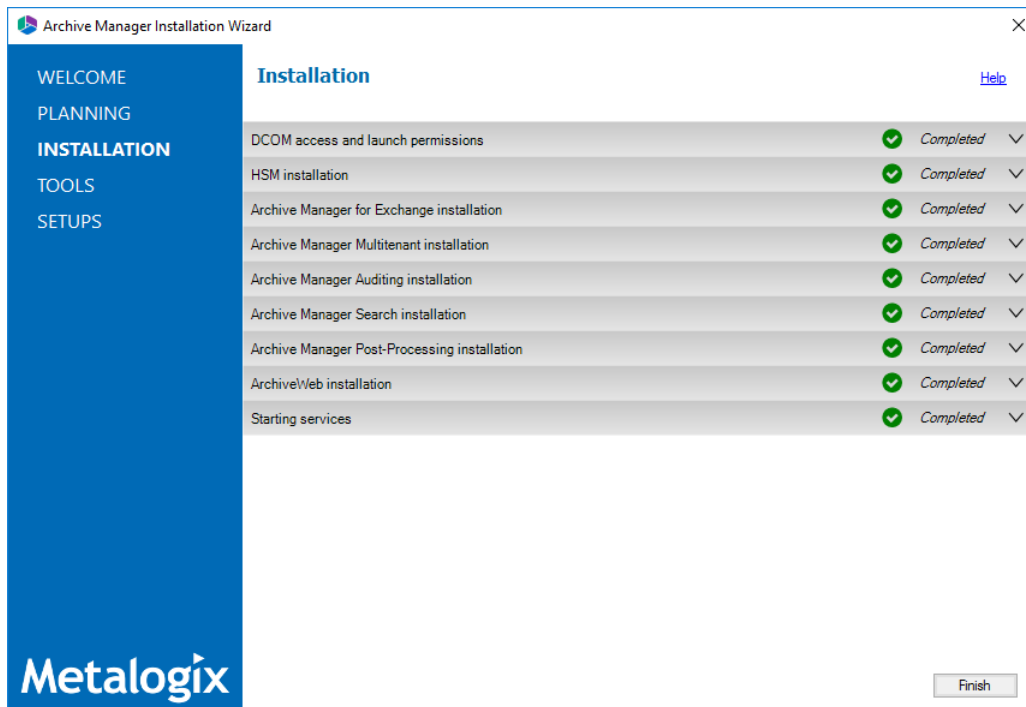 Archive Manager Installation Wizard
WELCOME
PLANNING
INSTALLATION
TOOLS
SETUPS
Installation
Help
DCOM access and launch permissions Completed
HSM installation Completed
Archive Manager for Exchange installation Completed
Archive Manager Multitenant installation Completed
Archive Manager Auditing installation Completed
Archive Manager Search installation Completed
Archive Manager Post-Processing installation Completed
ArchiveWeb installation Completed
Starting services Completed
Metalogix
Finish